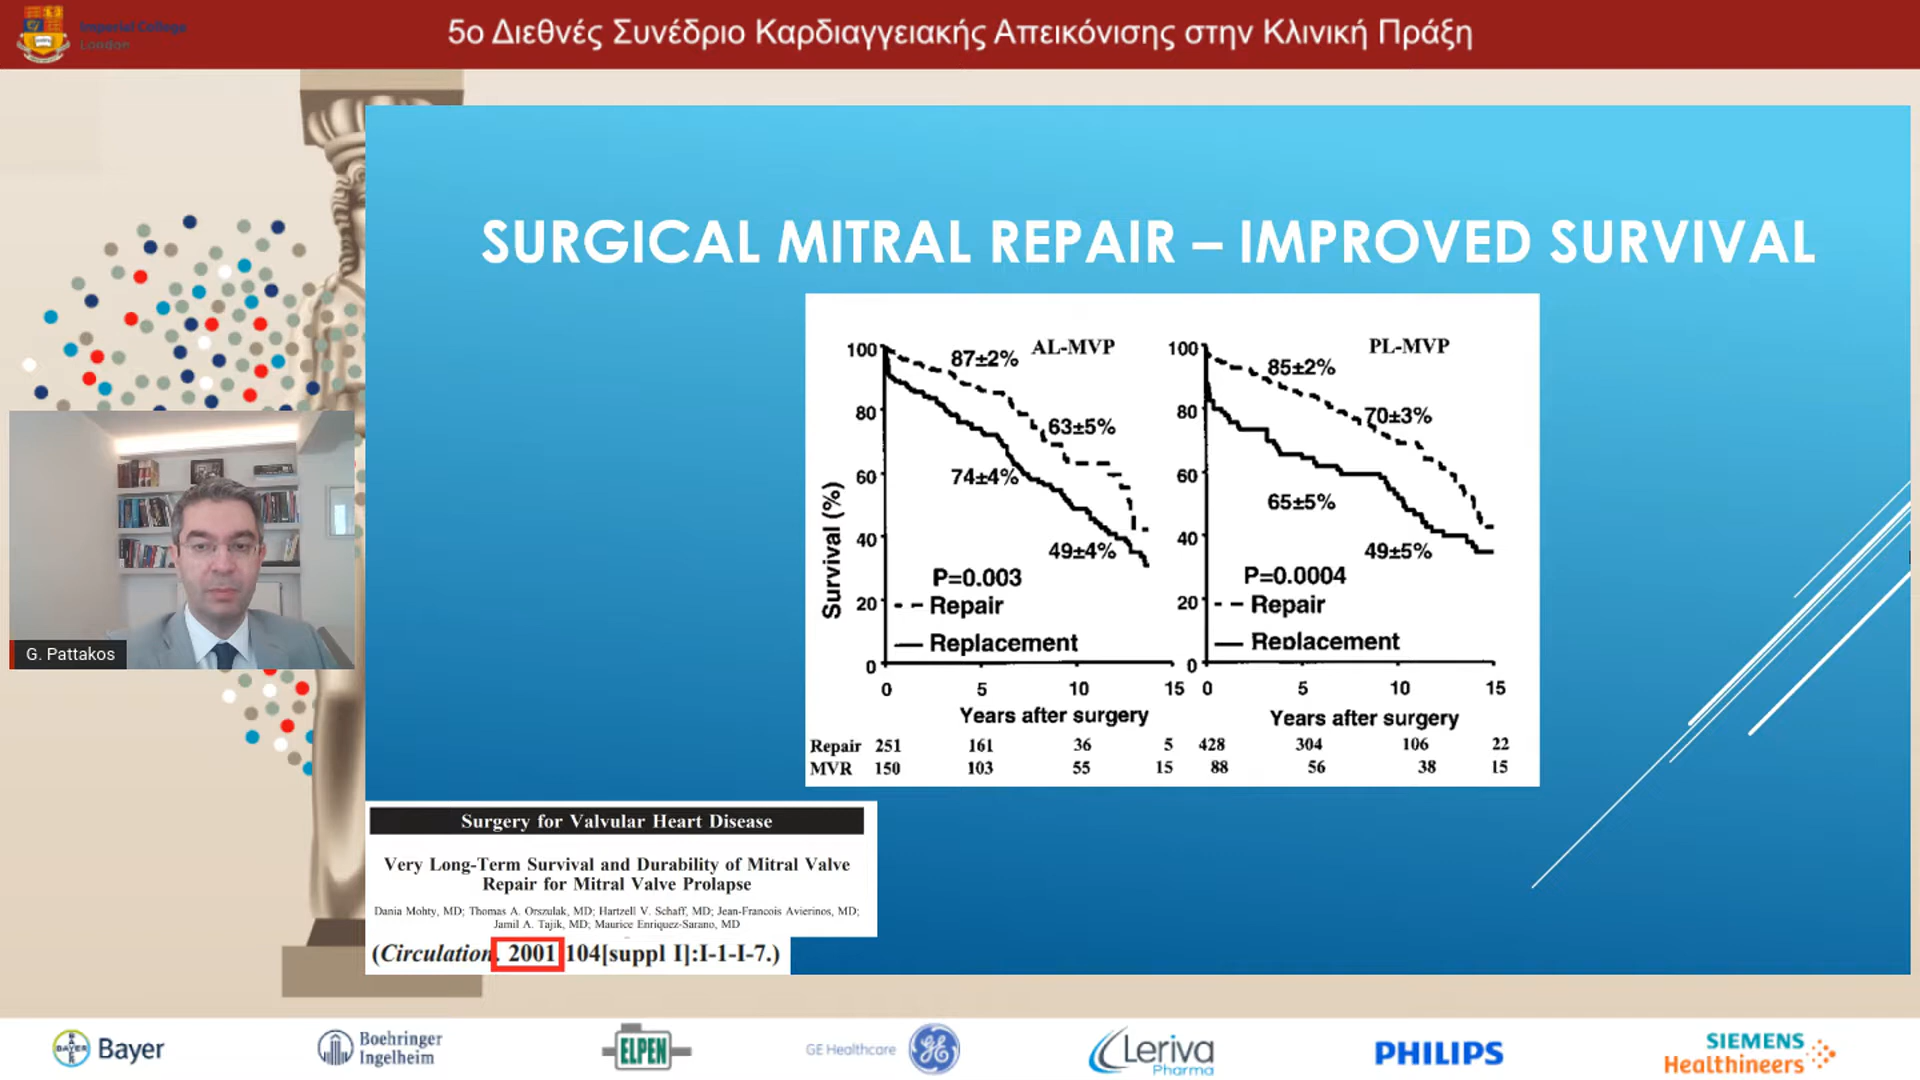 Imperial College
London
5ο Διεθνές Συνέδριο Καρδιαγγειακής Απεικόνισης στην Κλινική Πράξη
SURGICAL MITRAL REPAIR – IMPROVED SURVIVAL
Survival (%)
100
80
60
40
20
0
87±2%
AL-MVP
63±5%
74±4%
49±4%
P=0.003
Repair
Replacement
0 5 10 15
Years after surgery
100
80
60
40
20
0
PL-MVP
85±2%
70±3%
65±5%
49±5%
P=0.0004
Repair
Replacement
0 5 10 15
Years after surgery
Repair 251 161 36 5 428 304 106 22
MVR 150 103 55 15 88 56 38 15
G. Pattakos
Surgery for Valvular Heart Disease
Very Long-Term Survival and Durability of Mitral Valve
Repair for Mitral Valve Prolapse
Dania Mohty, MD; Thomas A. Orszulak, MD; Hartzell V. Schaff, MD; Jean-Francois Avierinos, MD;
Jamil A. Tajik, MD; Maurice Enriquez-Sarano, MD
(Circulation. 2001 104[suppl I]:I-1-I-7.)
BAYER
Bayer
Boehringer
Ingelheim
ELPEN
GE Healthcare
GE
Leriva
Pharma
PHILIPS
SIEMENS
Healthineers